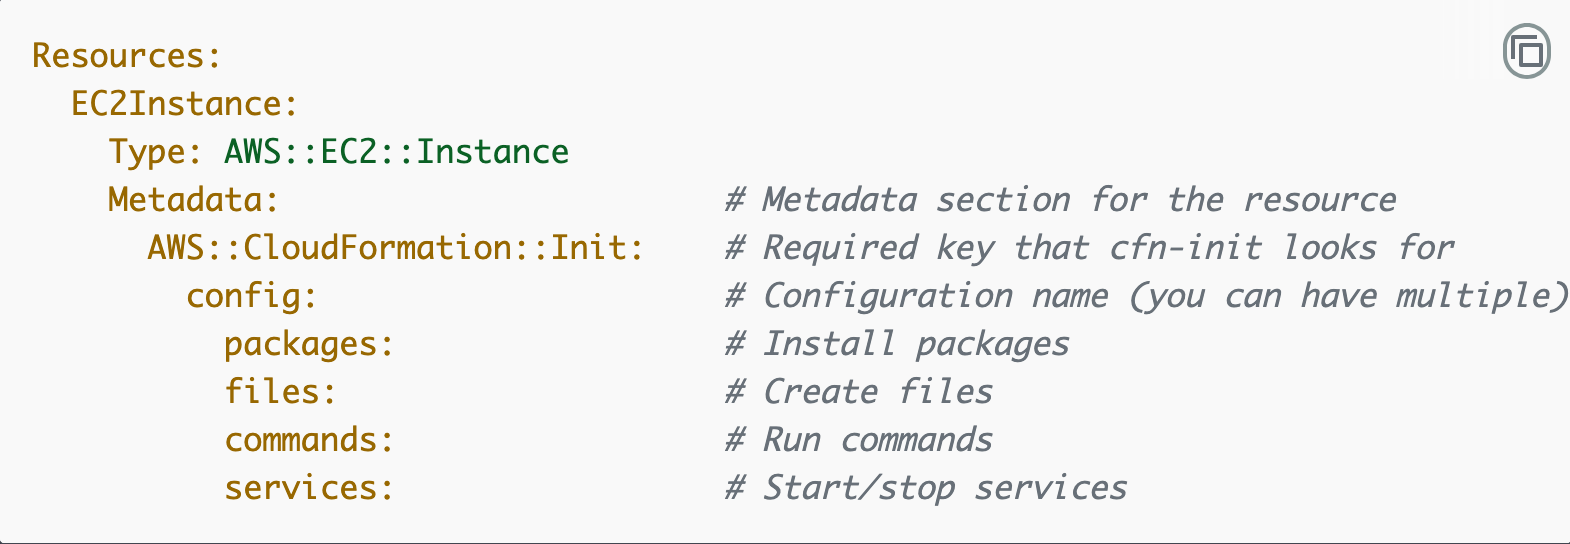 Resources:
  EC2Instance:
    Type: AWS::EC2::Instance
    Metadata:                       # Metadata section for the resource
      AWS::CloudFormation::Init:    # Required key that cfn-init looks for
        config:                     # Configuration name (you can have multiple)
          packages:                 # Install packages
          files:                    # Create files
          commands:                 # Run commands
          services:                 # Start/stop services